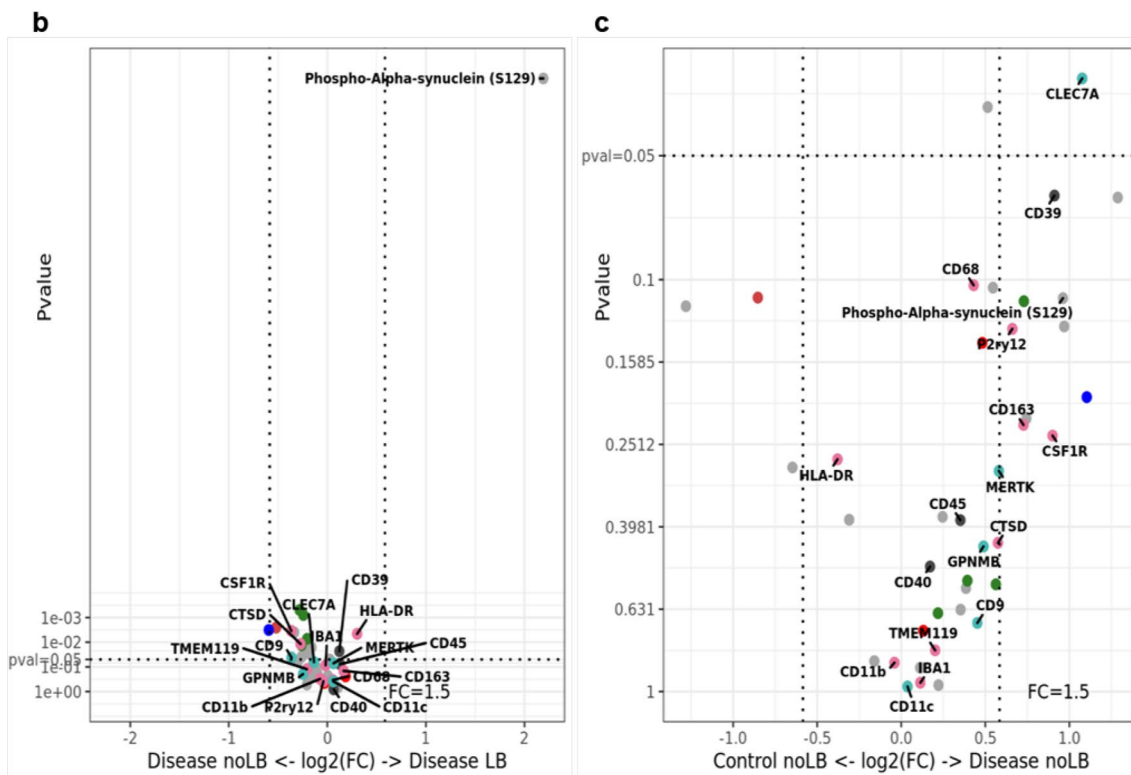 b
Phospho-Alpha-synuclein (S129)
Pvalue
1e-03
1e-02
pval=0.05
1e-01
1e+00
CSF1R
CD39
CTSD
CLEC7A
HLA-DR
TMEM119
CD9
IBA1
MERTK
CD45
GPNMB
CD68
CD163
FC=1.5
CD11b
P2ry12
CD40
CD11c
-2
-1
0
1
2
Disease noLB <- log2(FC) -> Disease LB
c
CLEC7A
pval=0.05
CD39
Pvalue
0.1
CD68
Phospho-Alpha-synuclein (S129)
P2ry12
0.1585
CD163
0.2512
CSF1R
HLA-DR
MERTK
CD45
0.3981
CTSD
GPNMB
CD40
0.631
CD9
TMEM119
CD11b
IBA1
1
FC=1.5
CD11c
-1.0
-0.5
0.0
0.5
1.0
Control noLB <- log2(FC) -> Disease noLB